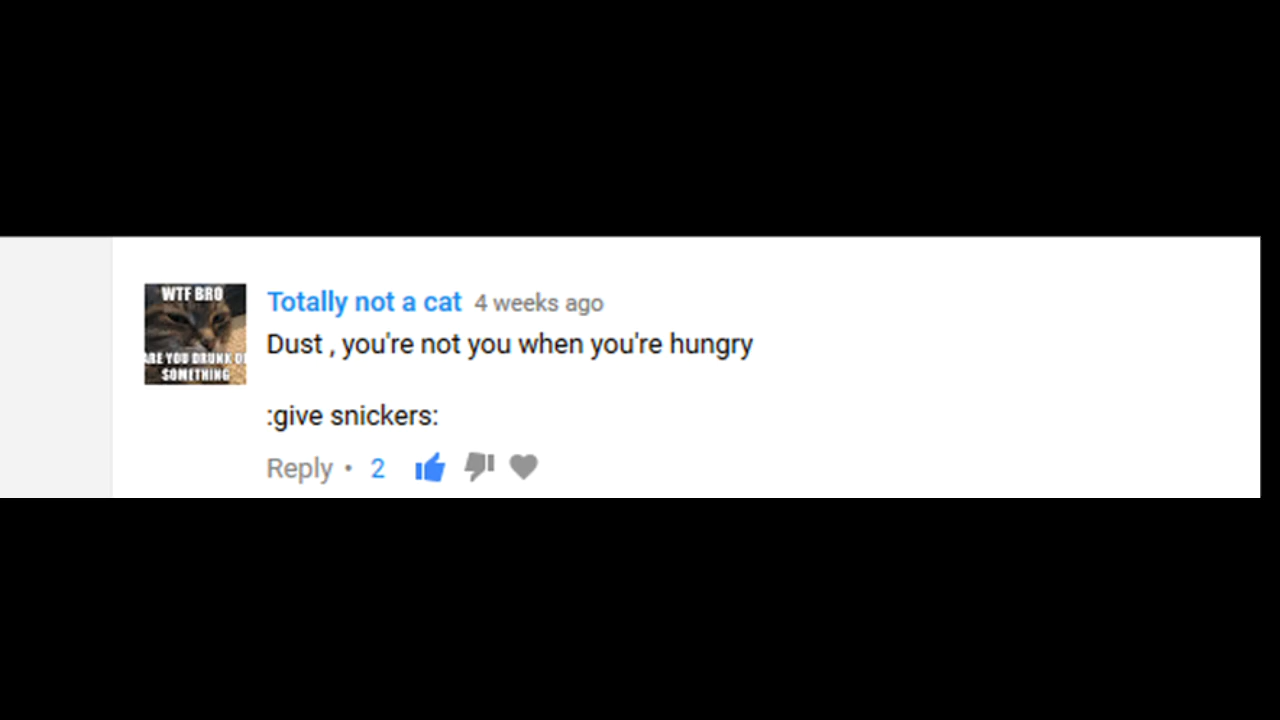 WTF BRO
ARE YOU DRUNK OR
SOMETHING
Totally not a cat 4 weeks ago
Dust , you're not you when you're hungry
:give snickers:
Reply • 2